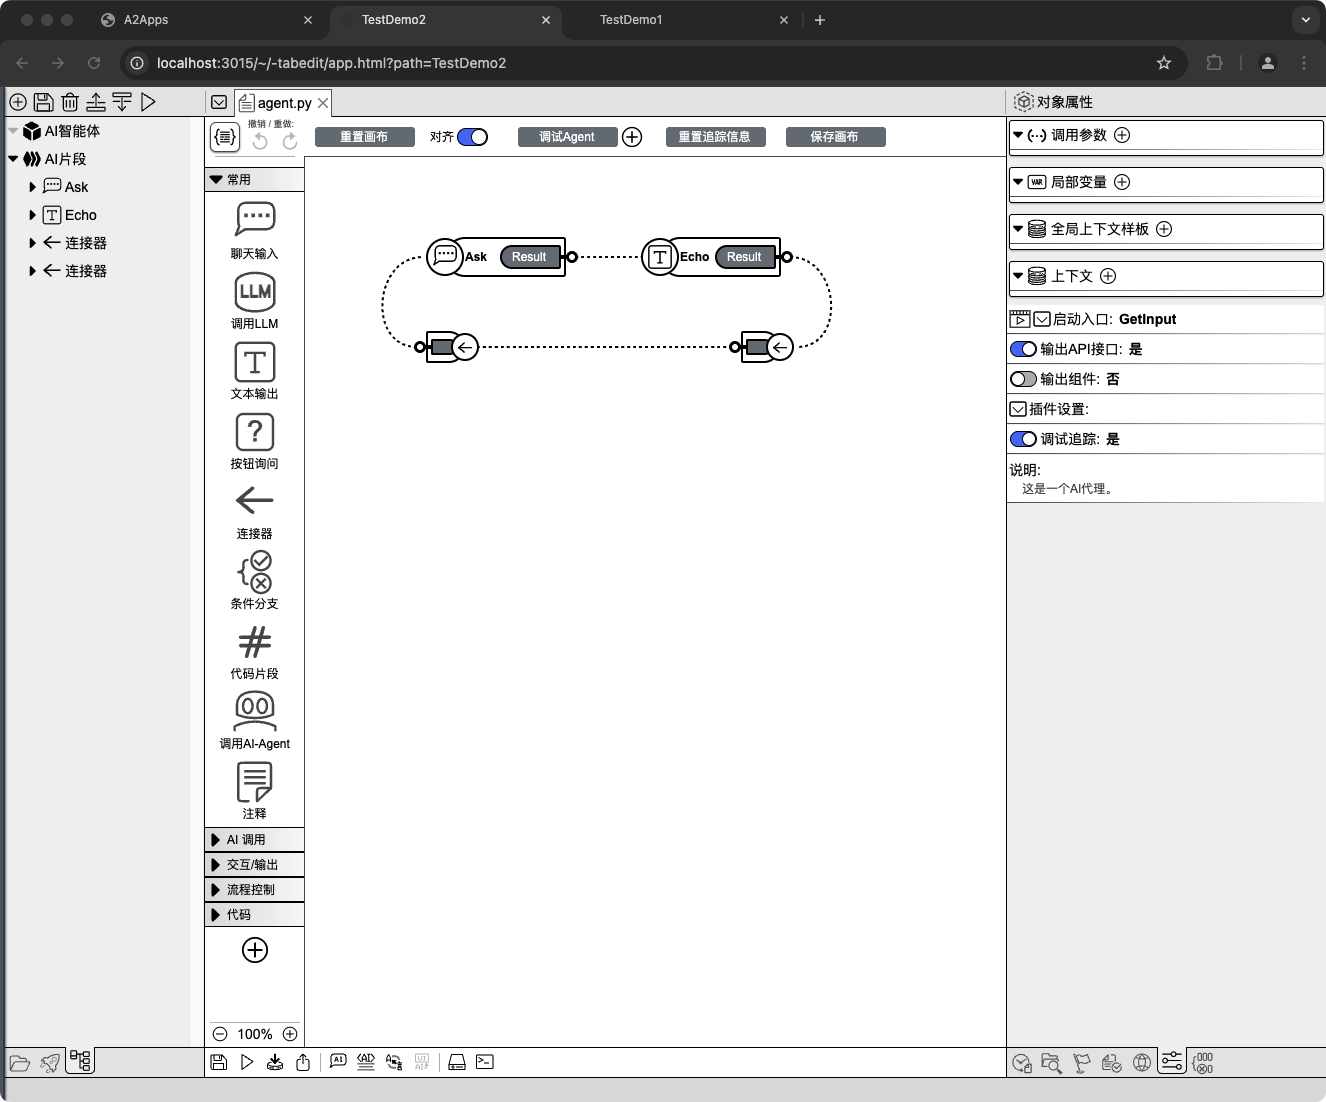 A2Apps
TestDemo2
TestDemo1
localhost:3015/~/-tabedit/app.html?path=TestDemo2
agent.py
对象属性
AI智能体
AI片段
Ask
Echo
连接器
连接器
撤销 / 重做:
重置画布
对齐
调试Agent
重置追踪信息
保存画布
常用
聊天输入
LLM
调用LLM
T
文本输出
?
按钮询问
连接器
条件分支
#
代码片段
调用AI-Agent
注释
AI 调用
交互/输出
流程控制
代码
100%
Ask
Result
T
Echo
Result
调用参数
VAR
局部变量
全局上下文样板
上下文
启动入口: GetInput
输出API接口: 是
输出组件: 否
插件设置:
调试追踪: 是
说明:
这是一个AI代理。